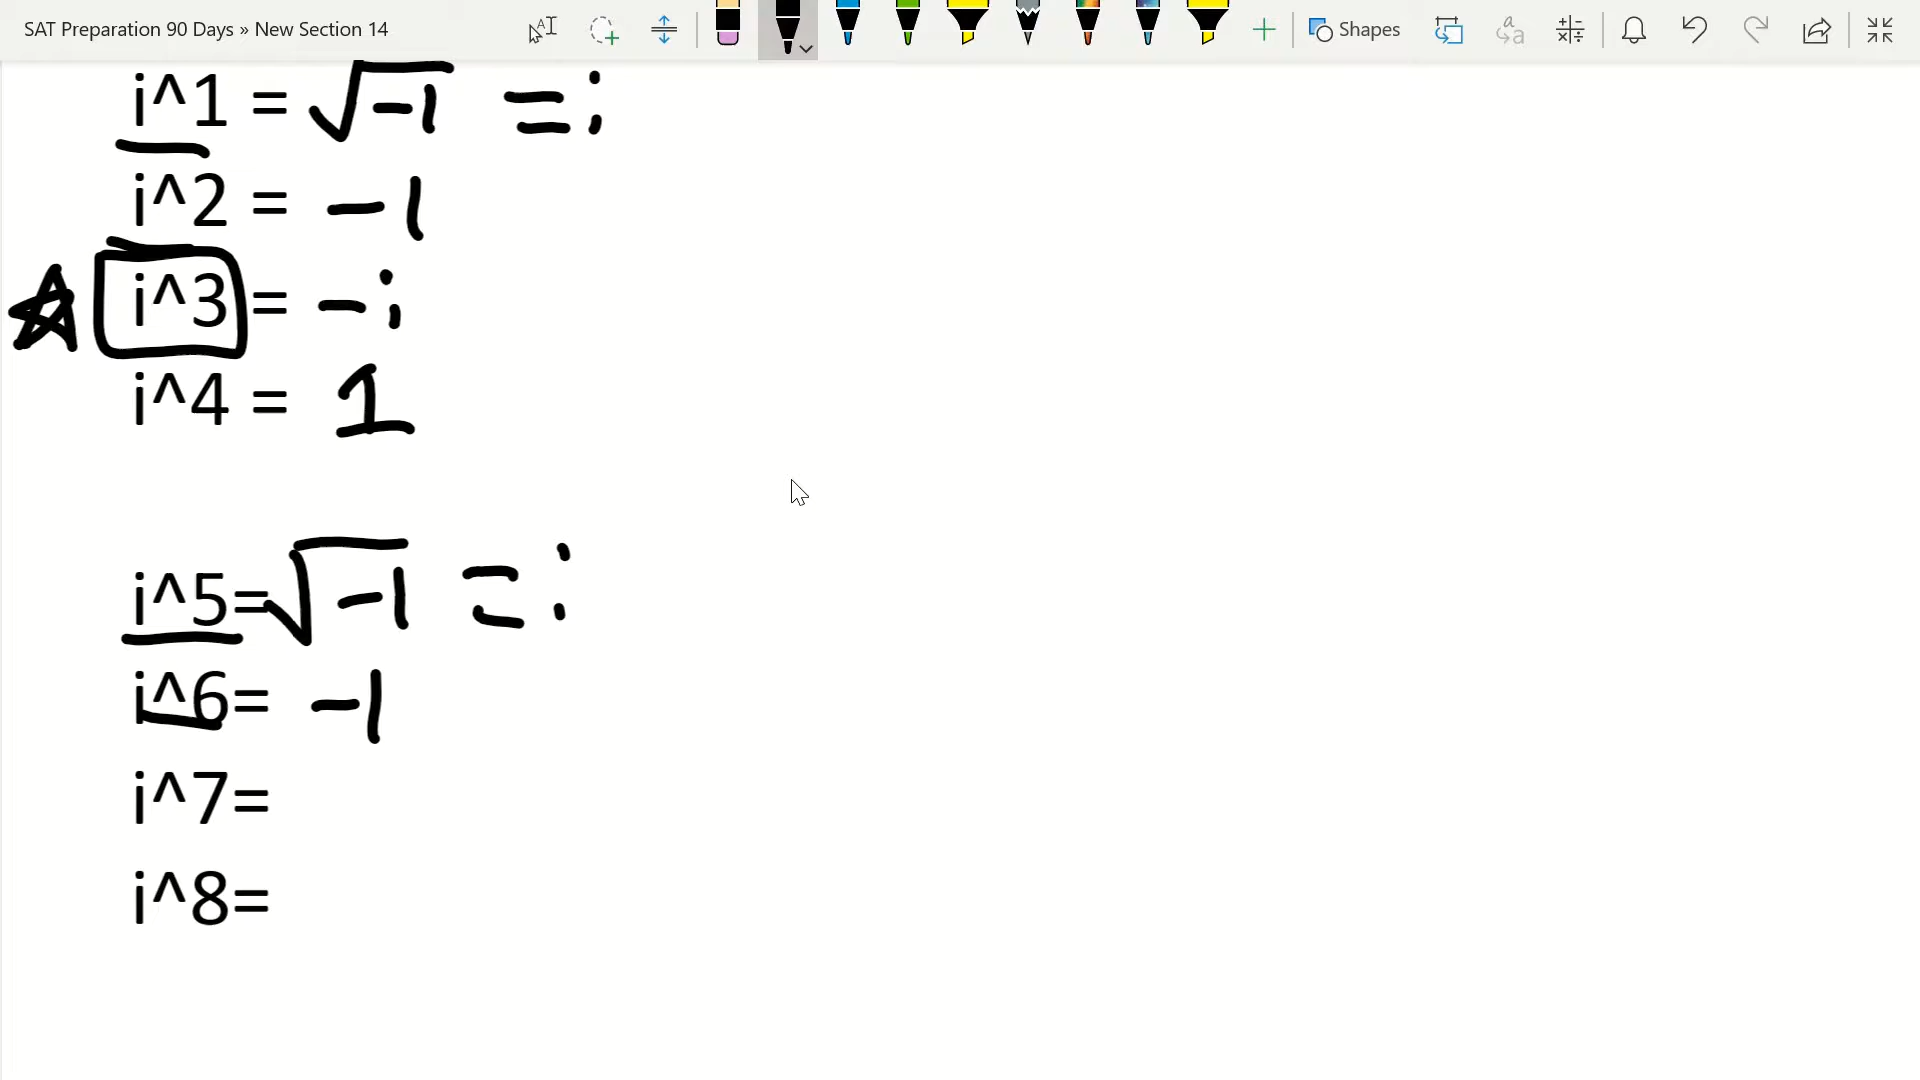 SAT Preparation 90 Days » New Section 14
Shapes
i^1 = √-1 = i
i^2 = -1
i^3 = -i
i^4 = 1
i^5= √-1 = i
i^6= -1
i^7=
i^8=